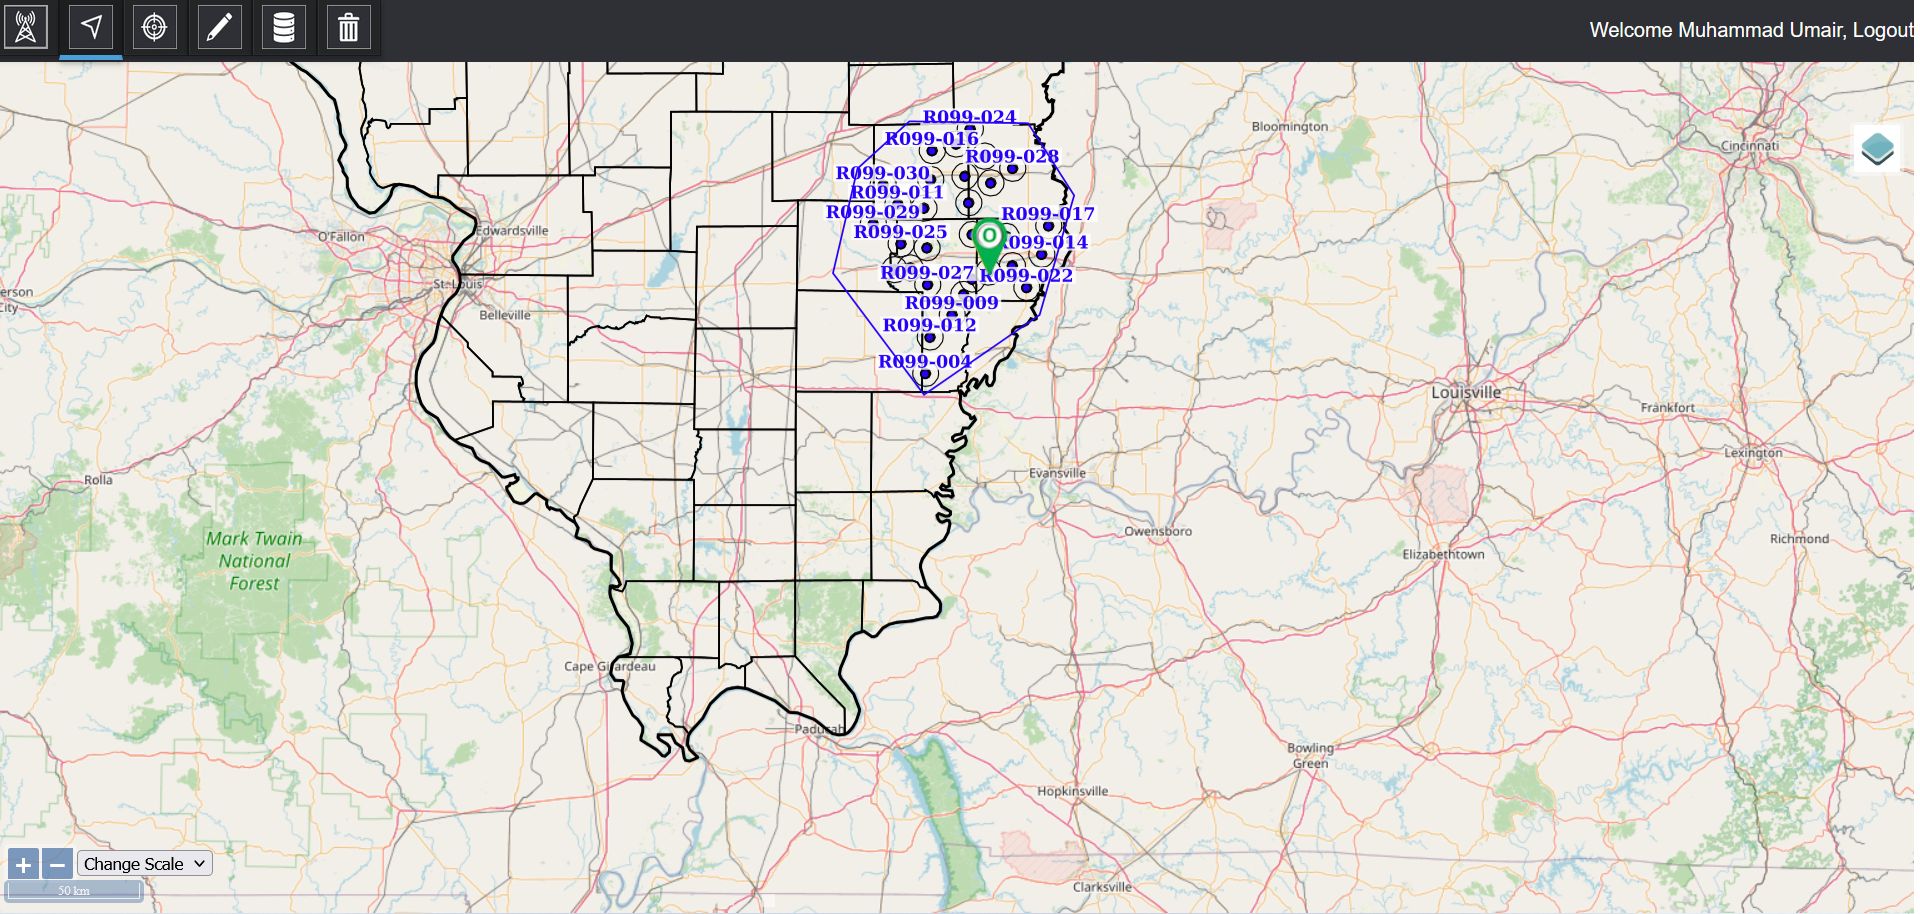 Welcome Muhammad Umair, Logout
R099-024
Bloomington
R099-016
Cincinnati
R099-028
R099-030
R099-011
R099-029
R099-017
Edwardsville
O'Fallon
R099-025
R099-014
R099-027
R099-022
St. Louis
erson
City
R099-009
Belleville
R099-012
R099-004
Louisville
Frankfort
Lexington
Evansville
Rolla
Owensboro
Mark Twain
National
Forest
Richmond
Elizabethtown
Cape Girardeau
Paducah
Bowling
Green
Hopkinsville
Change Scale
50 km
Clarksville